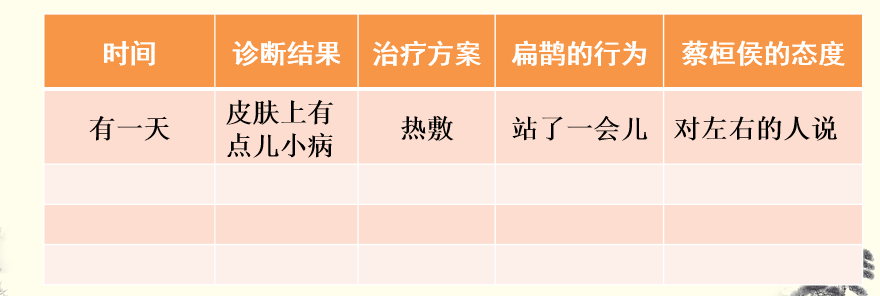 时间 诊断结果 治疗方案 扁鹊的行为 蔡桓侯的态度
有一天 皮肤上有点儿小病 热敷 站了一会儿 对左右的人说